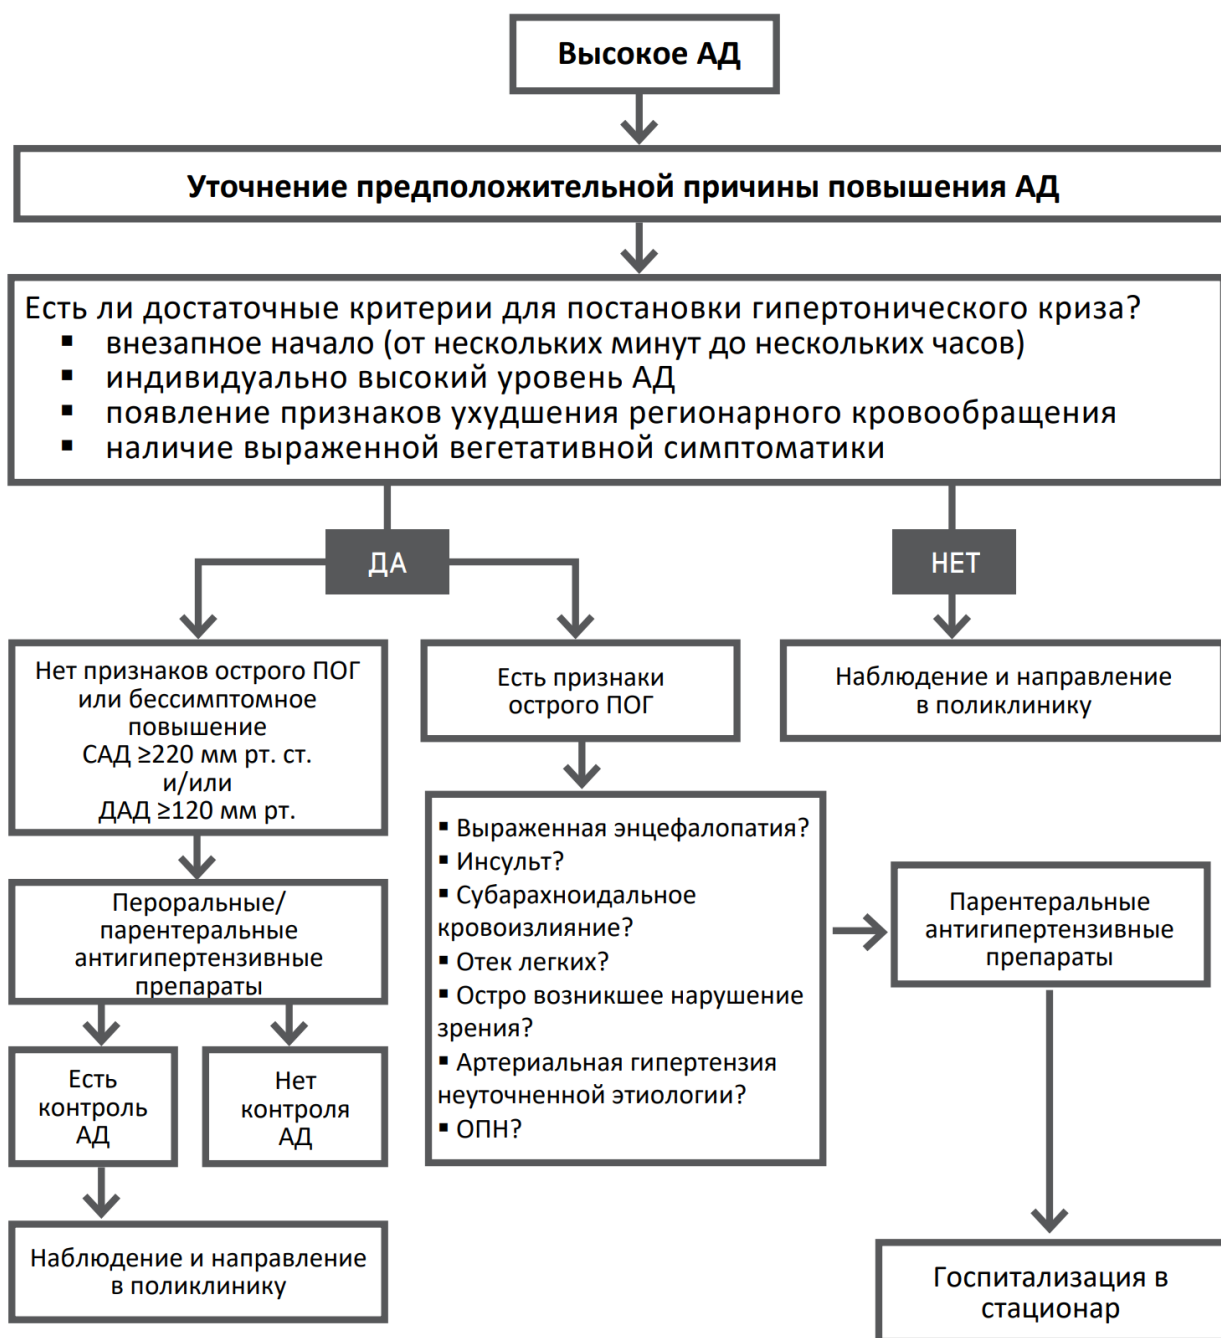 Высокое АД
Уточнение предположительной причины повышения АД
Есть ли достаточные критерии для постановки гипертонического криза?
▪ внезапное начало (от нескольких минут до нескольких часов)
▪ индивидуально высокий уровень АД
▪ появление признаков ухудшения регионарного кровообращения
▪ наличие выраженной вегетативной симптоматики
ДА
НЕТ
Нет признаков острого ПОГ
или бессимптомное
повышение
САД ≥220 мм рт. ст.
и/или
ДАД ≥120 мм рт.
Есть признаки
острого ПОГ
Наблюдение и направление
в поликлинику
Пероральные/
парентеральные
антигипертензивные
препараты
▪ Выраженная энцефалопатия?
▪ Инсульт?
▪ Субарахноидальное
кровоизлияние?
▪ Отек легких?
▪ Остро возникшее нарушение
зрения?
▪ Артериальная гипертензия
неуточненной этиологии?
▪ ОПН?
Парентеральные
антигипертензивные
препараты
Есть
контроль
АД
Нет
контроля
АД
Наблюдение и направление
в поликлинику
Госпитализация в
стационар